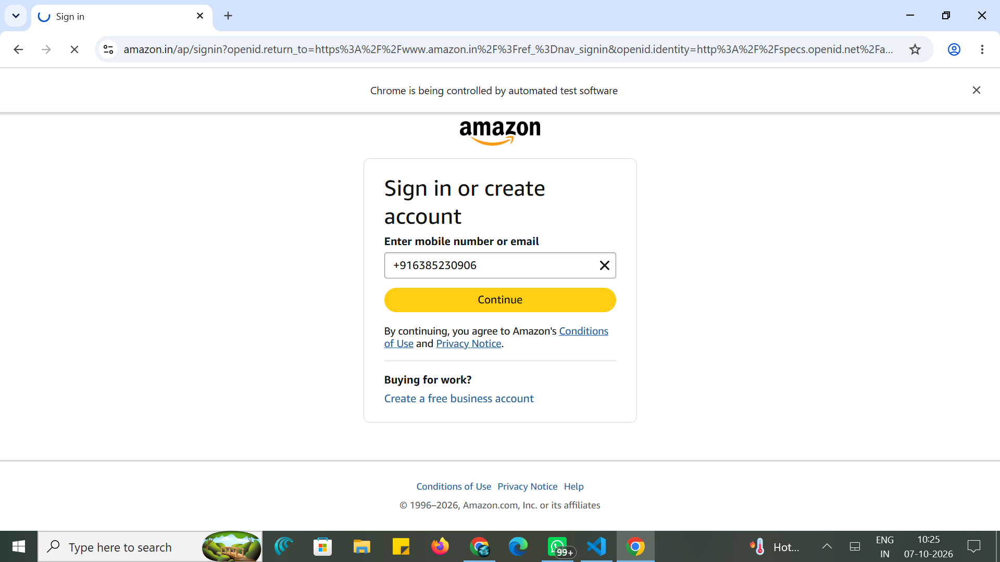 Sign in
amazon.in/ap/signin?openid.return_to=https%3A%2F%2Fwww.amazon.in%2F%3Fref_%3Dnav_signin&openid.identity=http%3A%2F%2Fspecs.openid.net%2Fa...
Chrome is being controlled by automated test software
amazon
Sign in or create
account
Enter mobile number or email
+916385230906
Continue
By continuing, you agree to Amazon's Conditions
of Use and Privacy Notice.
Buying for work?
Create a free business account
Conditions of Use Privacy Notice Help
© 1996–2026, Amazon.com, Inc. or its affiliates
Type here to search
99+
Hot...
ENG
IN
10:25
07-10-2026